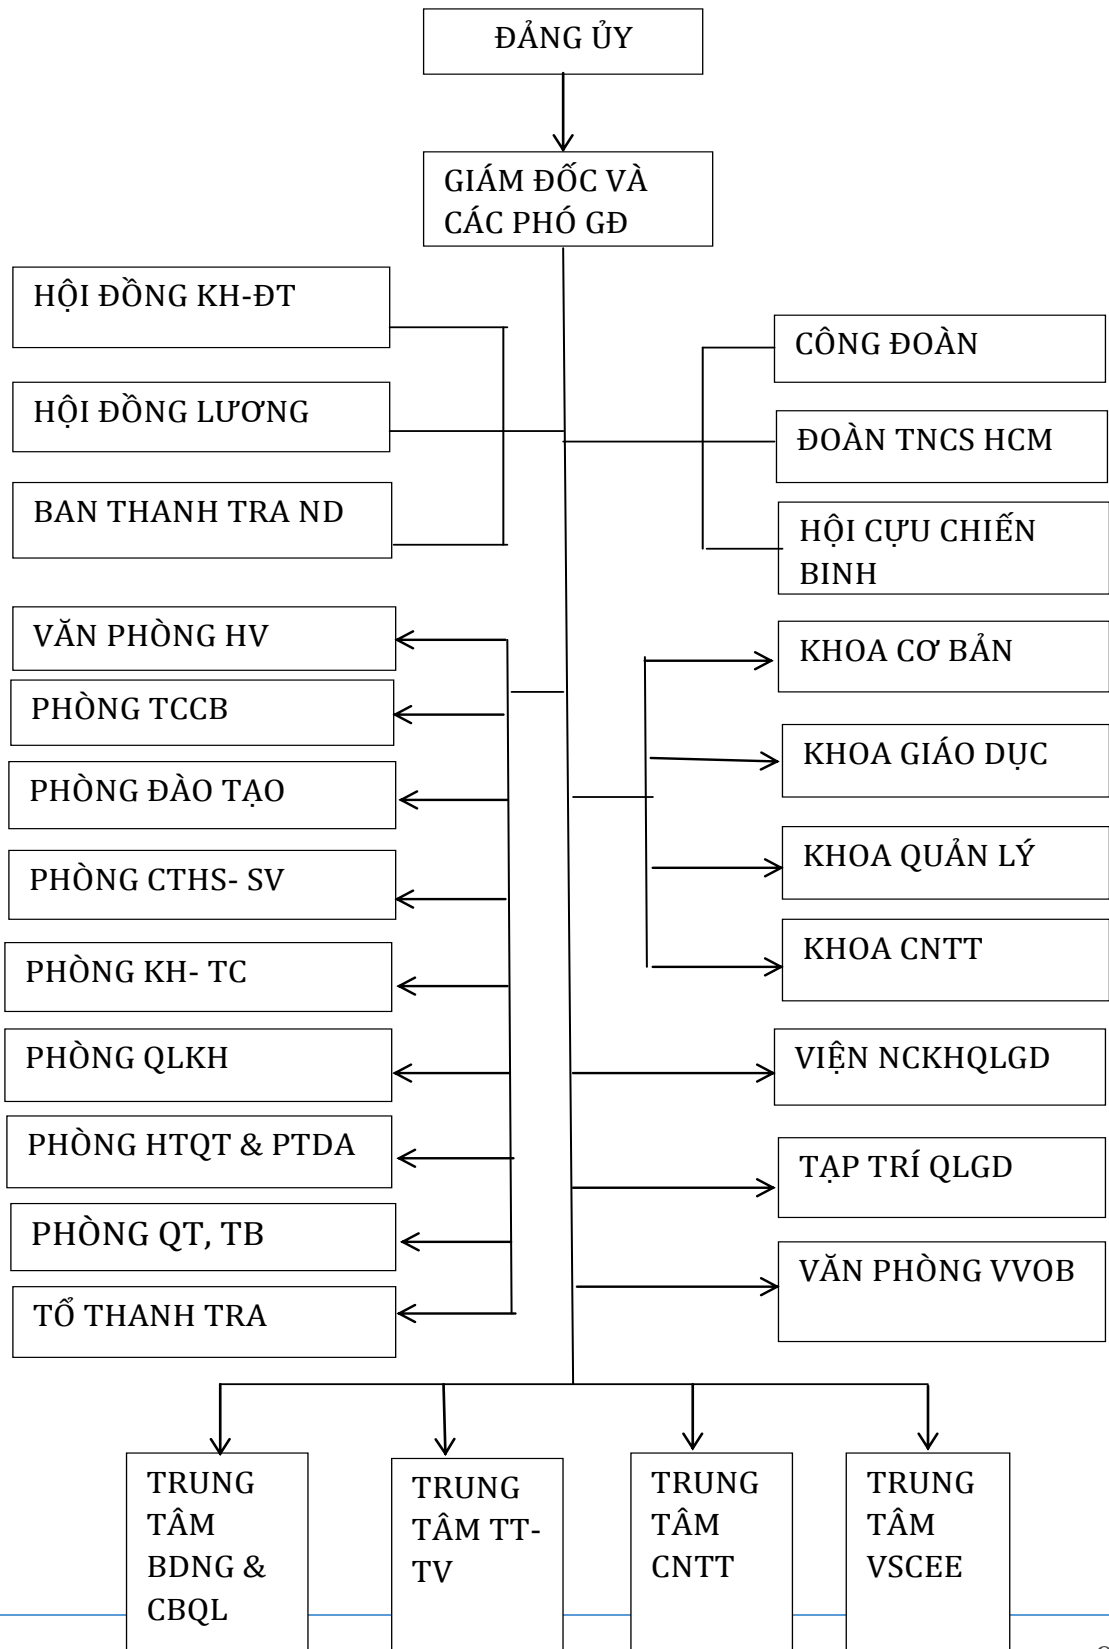 ĐẢNG ỦY
GIÁM ĐỐC VÀ
CÁC PHÓ GĐ
HỘI ĐỒNG KH-ĐT
HỘI ĐỒNG LƯƠNG
BAN THANH TRA ND
CÔNG ĐOÀN
ĐOÀN TNCS HCM
HỘI CỰU CHIẾN
BINH
VĂN PHÒNG HV
PHÒNG TCCB
PHÒNG ĐÀO TẠO
PHÒNG CTHS- SV
PHÒNG KH- TC
PHÒNG QLKH
PHÒNG HTQT & PTDA
PHÒNG QT, TB
TỔ THANH TRA
KHOA CƠ BẢN
KHOA GIÁO DỤC
KHOA QUẢN LÝ
KHOA CNTT
VIỆN NCKHQLGD
TẠP TRÍ QLGD
VĂN PHÒNG VVOB
TRUNG
TÂM
BDNG &
CBQL
TRUNG
TÂM TT-
TV
TRUNG
TÂM
CNTT
TRUNG
TÂM
VSCEE